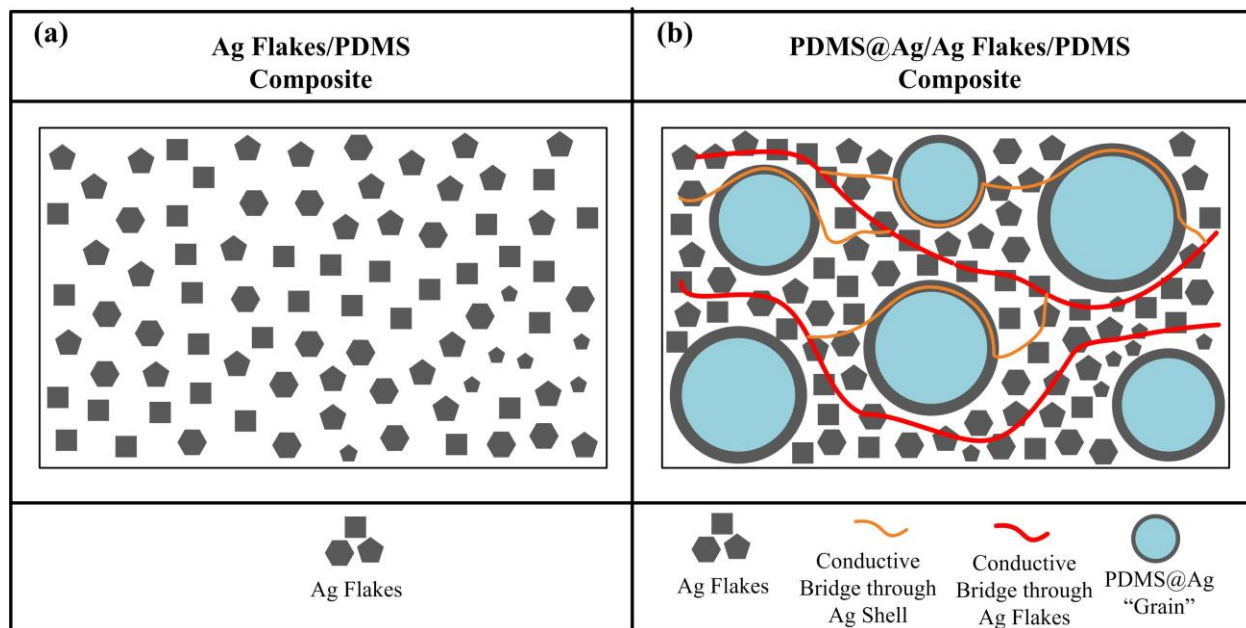 (a)
Ag Flakes/PDMS
Composite
(b)
PDMS@Ag/Ag Flakes/PDMS
Composite
Ag Flakes
Ag Flakes
Conductive
Bridge through
Ag Shell
Conductive
Bridge through
Ag Flakes
PDMS@Ag
“Grain”